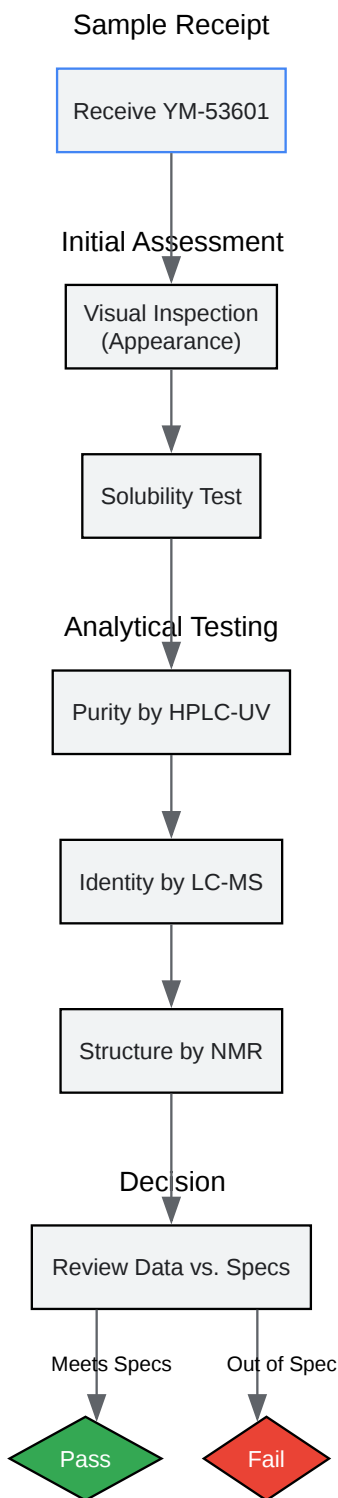 Sample Receipt
Receive YM-53601
Initial Assessment
Visual Inspection
(Appearance)
Solubility Test
Analytical Testing
Purity by HPLC-UV
Identity by LC-MS
Structure by NMR
Decision
Review Data vs. Specs
Meets Specs
Out of Spec
Pass
Fail